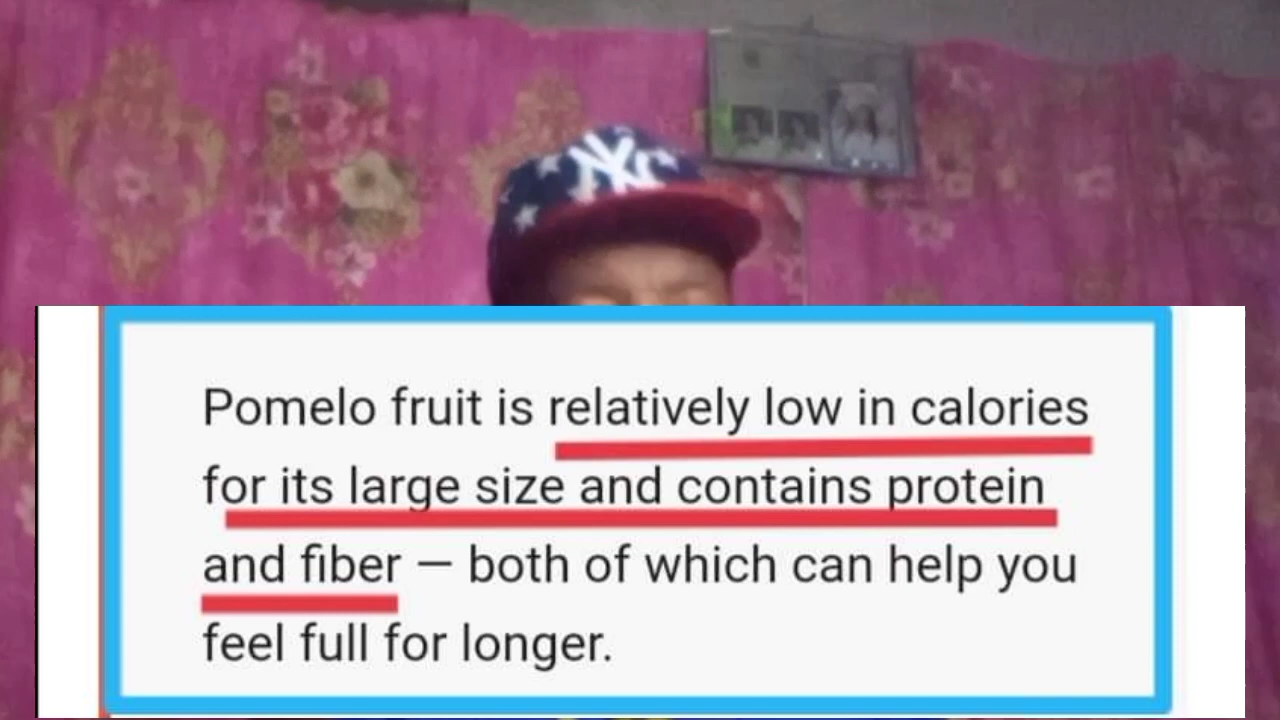 NY
Pomelo fruit is relatively low in calories
for its large size and contains protein
and fiber — both of which can help you
feel full for longer.